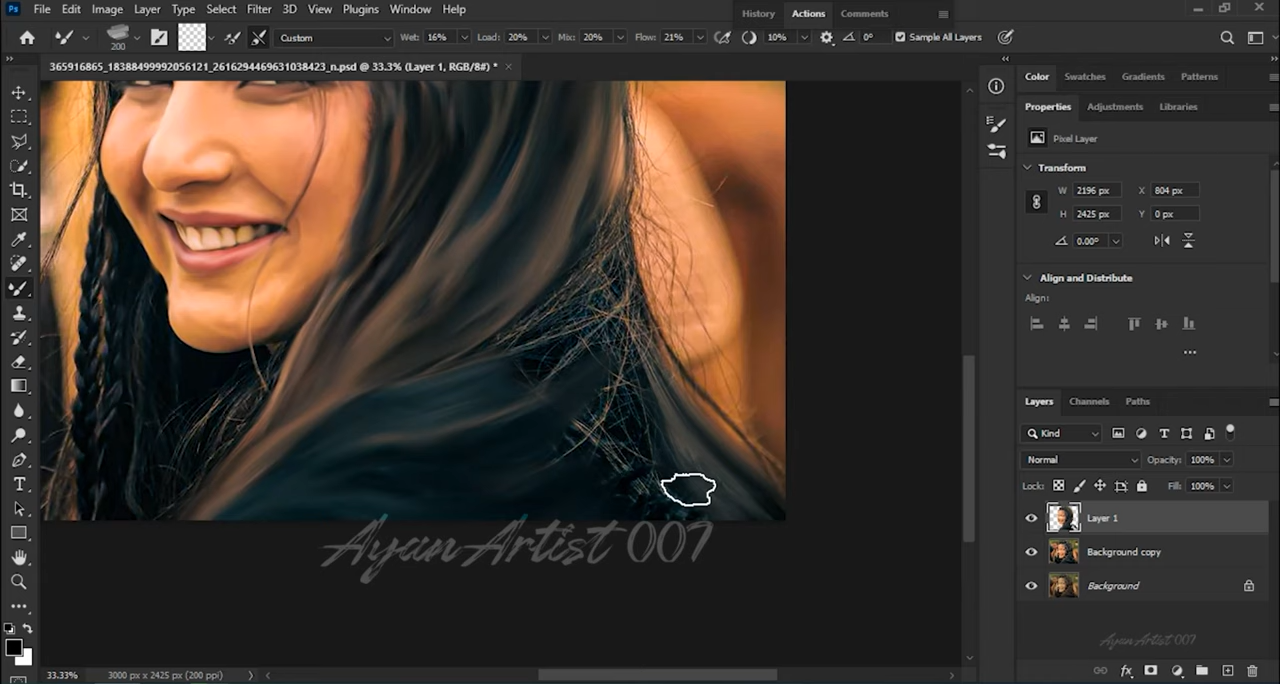 Ps File Edit Image Layer Type Select Filter 3D View Plugins Window Help
History Actions Comments
200 Custom Wet: 16% Load: 20% Mix: 20% Flow: 21% 10% 0° Sample All Layers
365916865_18388499992056121_2616294469631038423_n.psd @ 33.3% (Layer 1, RGB/8#) *
Color Swatches Gradients Patterns
Properties Adjustments Libraries
Pixel Layer
Transform
W 2196 px X 804 px
H 2425 px Y 0 px
0.00°
Align and Distribute
Align:
Layers Channels Paths
Kind
Normal Opacity: 100%
Lock: Fill: 100%
Layer 1
Background copy
Background
Ayan Artist 007
Ayan Artist 007
33.33% 3000 px x 2425 px (200 ppi)